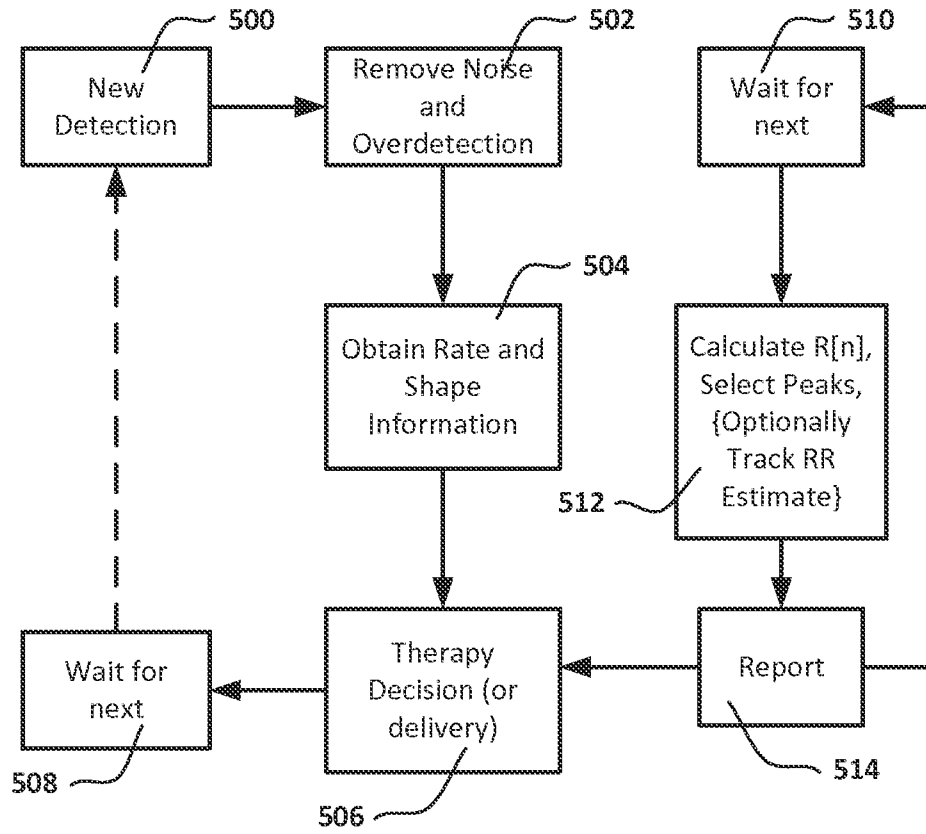 500
New
Detection
502
Remove Noise
and
Overdetection
504
Obtain Rate and
Shape
Information
506
Therapy
Decision (or
delivery)
508
Wait for
next
510
Wait for
next
512
Calculate R[n],
Select Peaks,
{Optionally
Track RR
Estimate}
514
Report